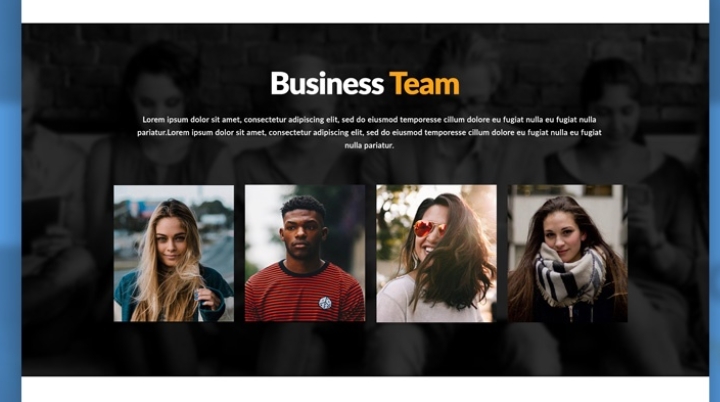 Business Team
Lorem ipsum dolor sit amet, consectetur adipiscing elit, sed do eiusmod temporesse cillum dolore eu fugiat nulla eu fugiat nulla
pariatur.Lorem ipsum dolor sit amet, consectetur adipiscing elit, sed do eiusmod temporesse cillum dolore eu fugiat nulla eu fugiat
nulla pariatur.